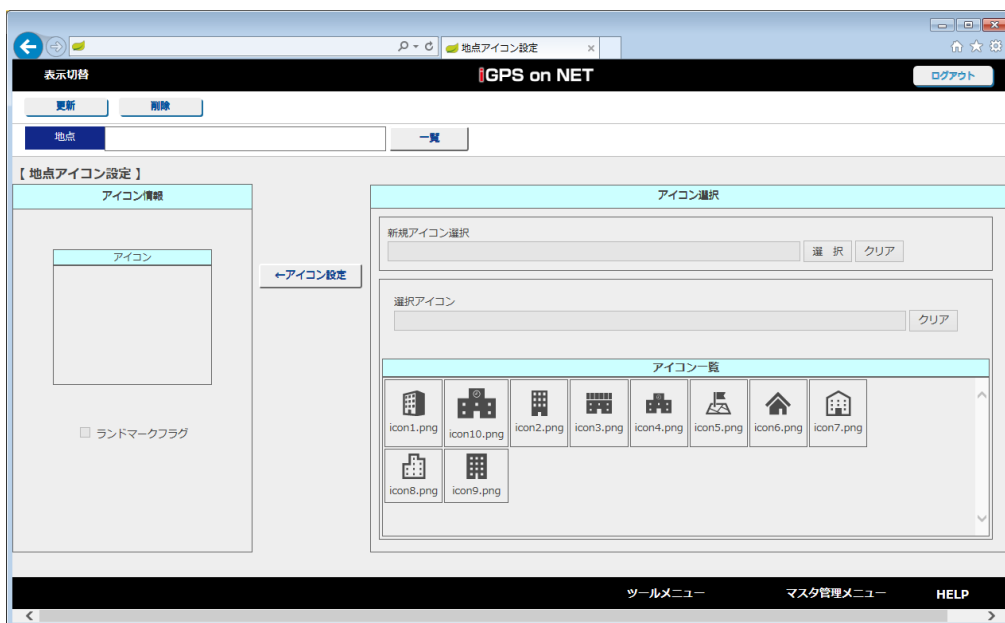 地点アイコン設定
表示切替
iGPS on NET
ログアウト
更新 削除
地点 一覧
【 地点アイコン設定 】
アイコン情報
アイコン
ランドマークフラグ
←アイコン設定
アイコン選択
新規アイコン選択
選 択 クリア
選択アイコン
クリア
アイコン一覧
icon1.png icon10.png icon2.png icon3.png icon4.png icon5.png icon6.png icon7.png
icon8.png icon9.png
ツールメニュー マスタ管理メニュー HELP